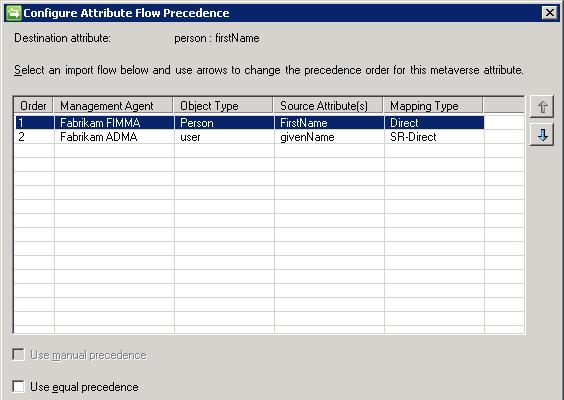 Configure Attribute Flow Precedence
Destination attribute: person : firstName
Select an import flow below and use arrows to change the precedence order for this metaverse attribute.
Order Management Agent Object Type Source Attribute(s) Mapping Type
1 Fabrikam FIMMA Person FirstName Direct
2 Fabrikam ADMA user givenName SR-Direct
Use manual precedence
Use equal precedence